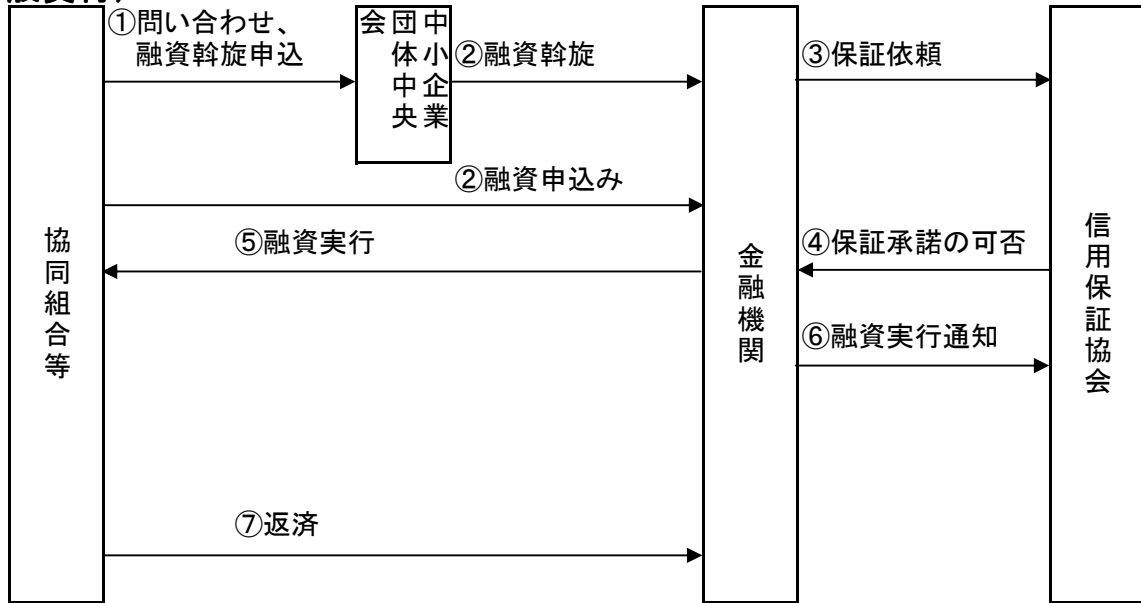 ①問い合わせ、
融資斡旋申込
中小企業
団体中央
会
②融資斡旋
③保証依頼
②融資申込み
⑤融資実行
④保証承諾の可否
⑥融資実行通知
⑦返済
協同組合等
金融機関
信用保証協会